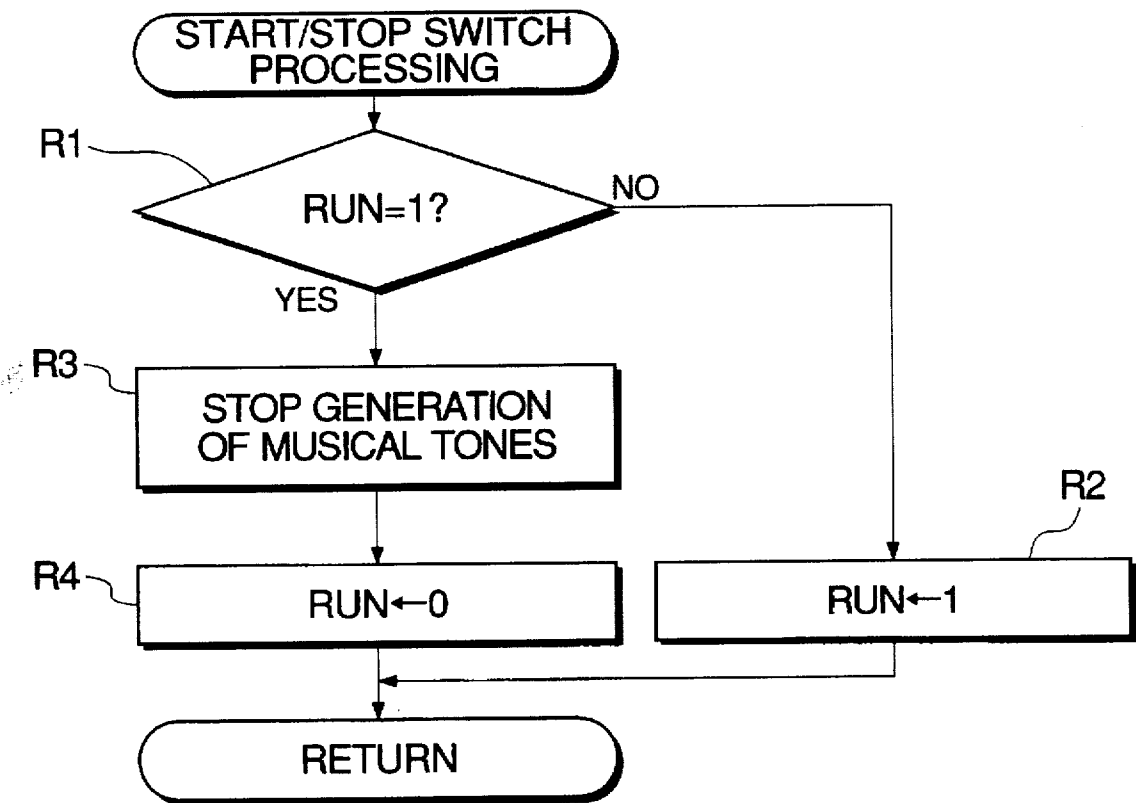 START/STOP SWITCH
PROCESSING
R1
RUN=1?
NO
YES
R3
STOP GENERATION
OF MUSICAL TONES
R2
R4
RUN←0
RUN←1
RETURN